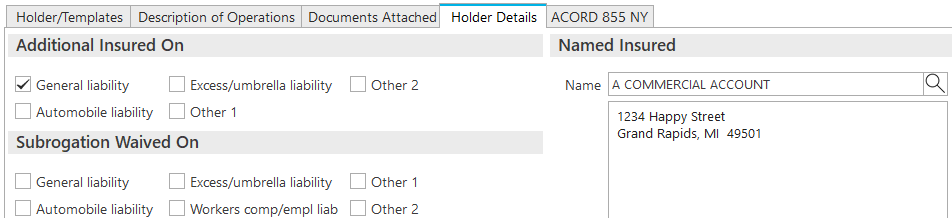 Holder/Templates Description of Operations Documents Attached Holder Details ACORD 855 NY
Additional Insured On
General liability Excess/umbrella liability Other 2
Automobile liability Other 1
Subrogation Waived On
General liability Excess/umbrella liability Other 1
Automobile liability Workers comp/empl liab Other 2
Named Insured
Name A COMMERCIAL ACCOUNT
1234 Happy Street
Grand Rapids, MI 49501